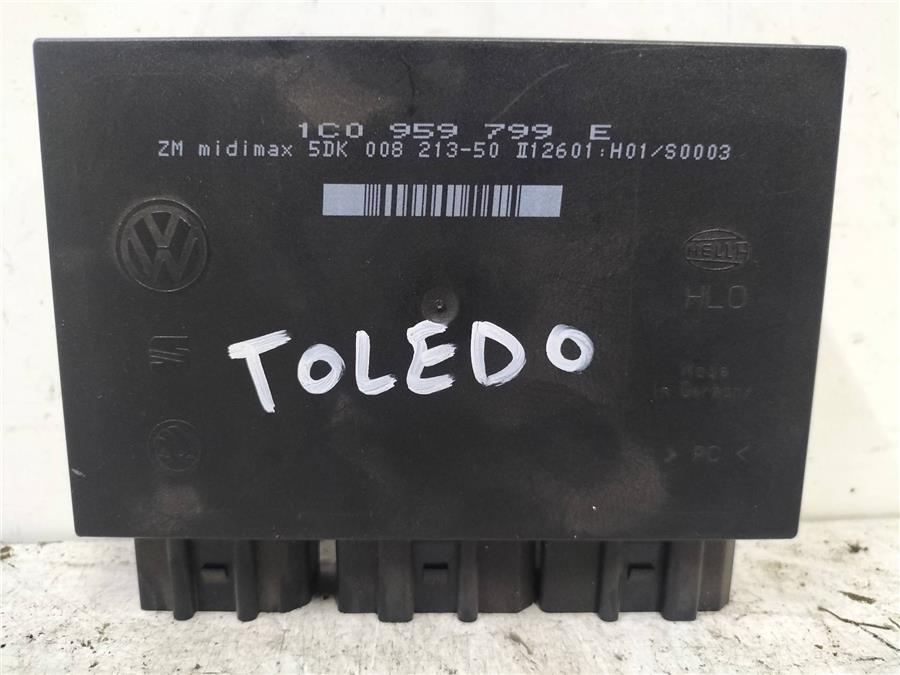 1C0 959 799 E
ZM midimax 5DK 008 213-50 II12601:H01/S0003
HELLA
HLO
TOLEDO
Made
in Germany
> PC <